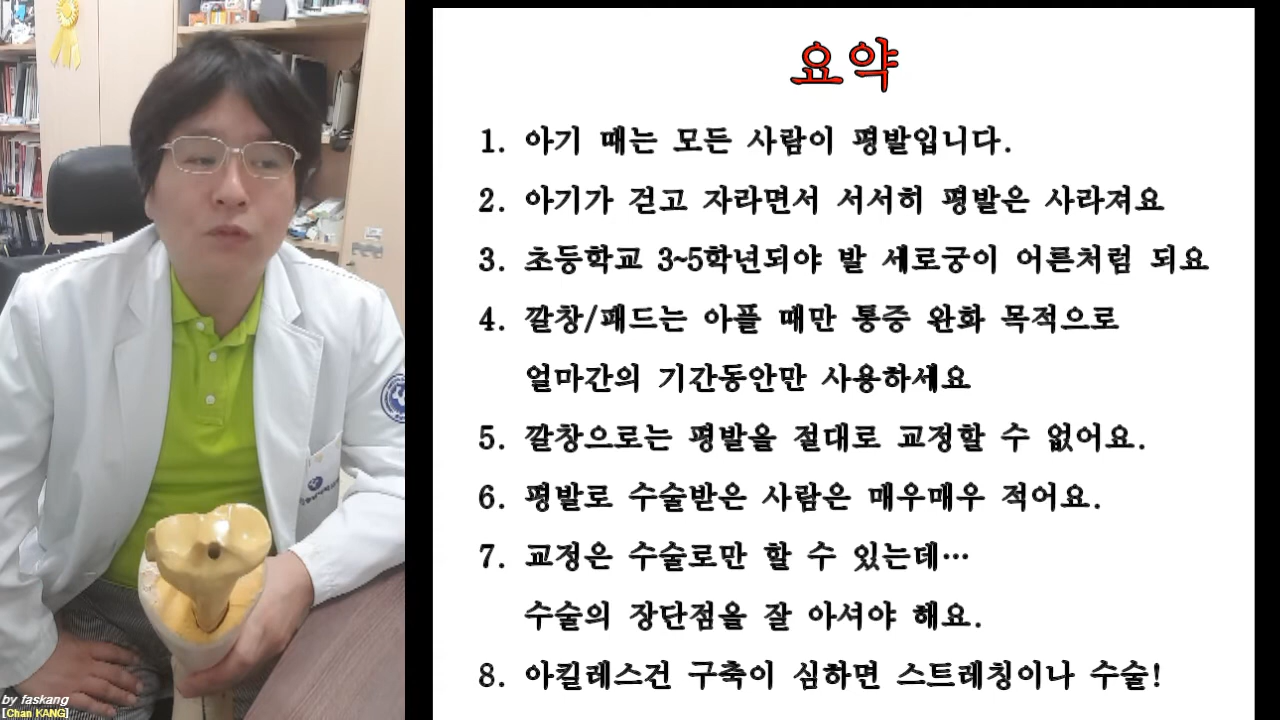 요약
1. 아기 때는 모든 사람이 평발입니다.
2. 아기가 걷고 자라면서 서서히 평발은 사라져요
3. 초등학교 3~5학년되야 발 세로궁이 어른처럼 되요
4. 깔창/패드는 아플 때만 통증 완화 목적으로
얼마간의 기간동안만 사용하세요
5. 깔창으로는 평발을 절대로 교정할 수 없어요.
6. 평발로 수술받은 사람은 매우매우 적어요.
7. 교정은 수술로만 할 수 있는데…
수술의 장단점을 잘 아셔야 해요.
8. 아킬레스건 구축이 심하면 스트레칭이나 수술!
by faskang
[Chan KANG]